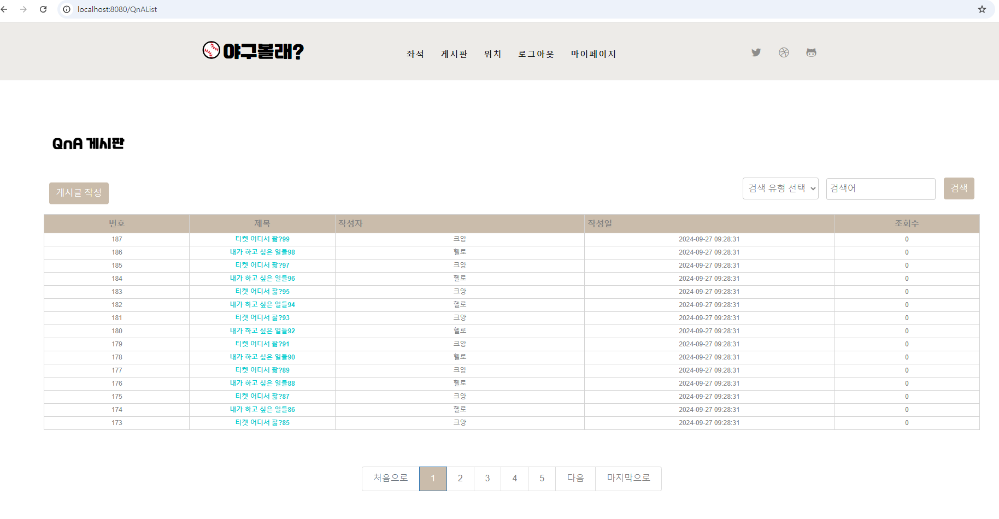 localhost:8080/QnAList
야구볼래?
좌석 게시판 위치 로그아웃 마이페이지
QnA 게시판
게시글 작성 검색 유형 선택 검색어 검색
번호 제목 작성자 작성일 조회수
187 티켓 어디서 팖?99 크앙 2024-09-27 09:28:31 0
186 내가 하고 싶은 일들98 헬로 2024-09-27 09:28:31 0
185 티켓 어디서 팖?97 크앙 2024-09-27 09:28:31 0
184 내가 하고 싶은 일들96 헬로 2024-09-27 09:28:31 0
183 티켓 어디서 팖?95 크앙 2024-09-27 09:28:31 0
182 내가 하고 싶은 일들94 헬로 2024-09-27 09:28:31 0
181 티켓 어디서 팖?93 크앙 2024-09-27 09:28:31 0
180 내가 하고 싶은 일들92 헬로 2024-09-27 09:28:31 0
179 티켓 어디서 팖?91 크앙 2024-09-27 09:28:31 0
178 내가 하고 싶은 일들90 헬로 2024-09-27 09:28:31 0
177 티켓 어디서 팖?89 크앙 2024-09-27 09:28:31 0
176 내가 하고 싶은 일들88 헬로 2024-09-27 09:28:31 0
175 티켓 어디서 팖?87 크앙 2024-09-27 09:28:31 0
174 내가 하고 싶은 일들86 헬로 2024-09-27 09:28:31 0
173 티켓 어디서 팖?85 크앙 2024-09-27 09:28:31 0
처음으로 1 2 3 4 5 다음 마지막으로